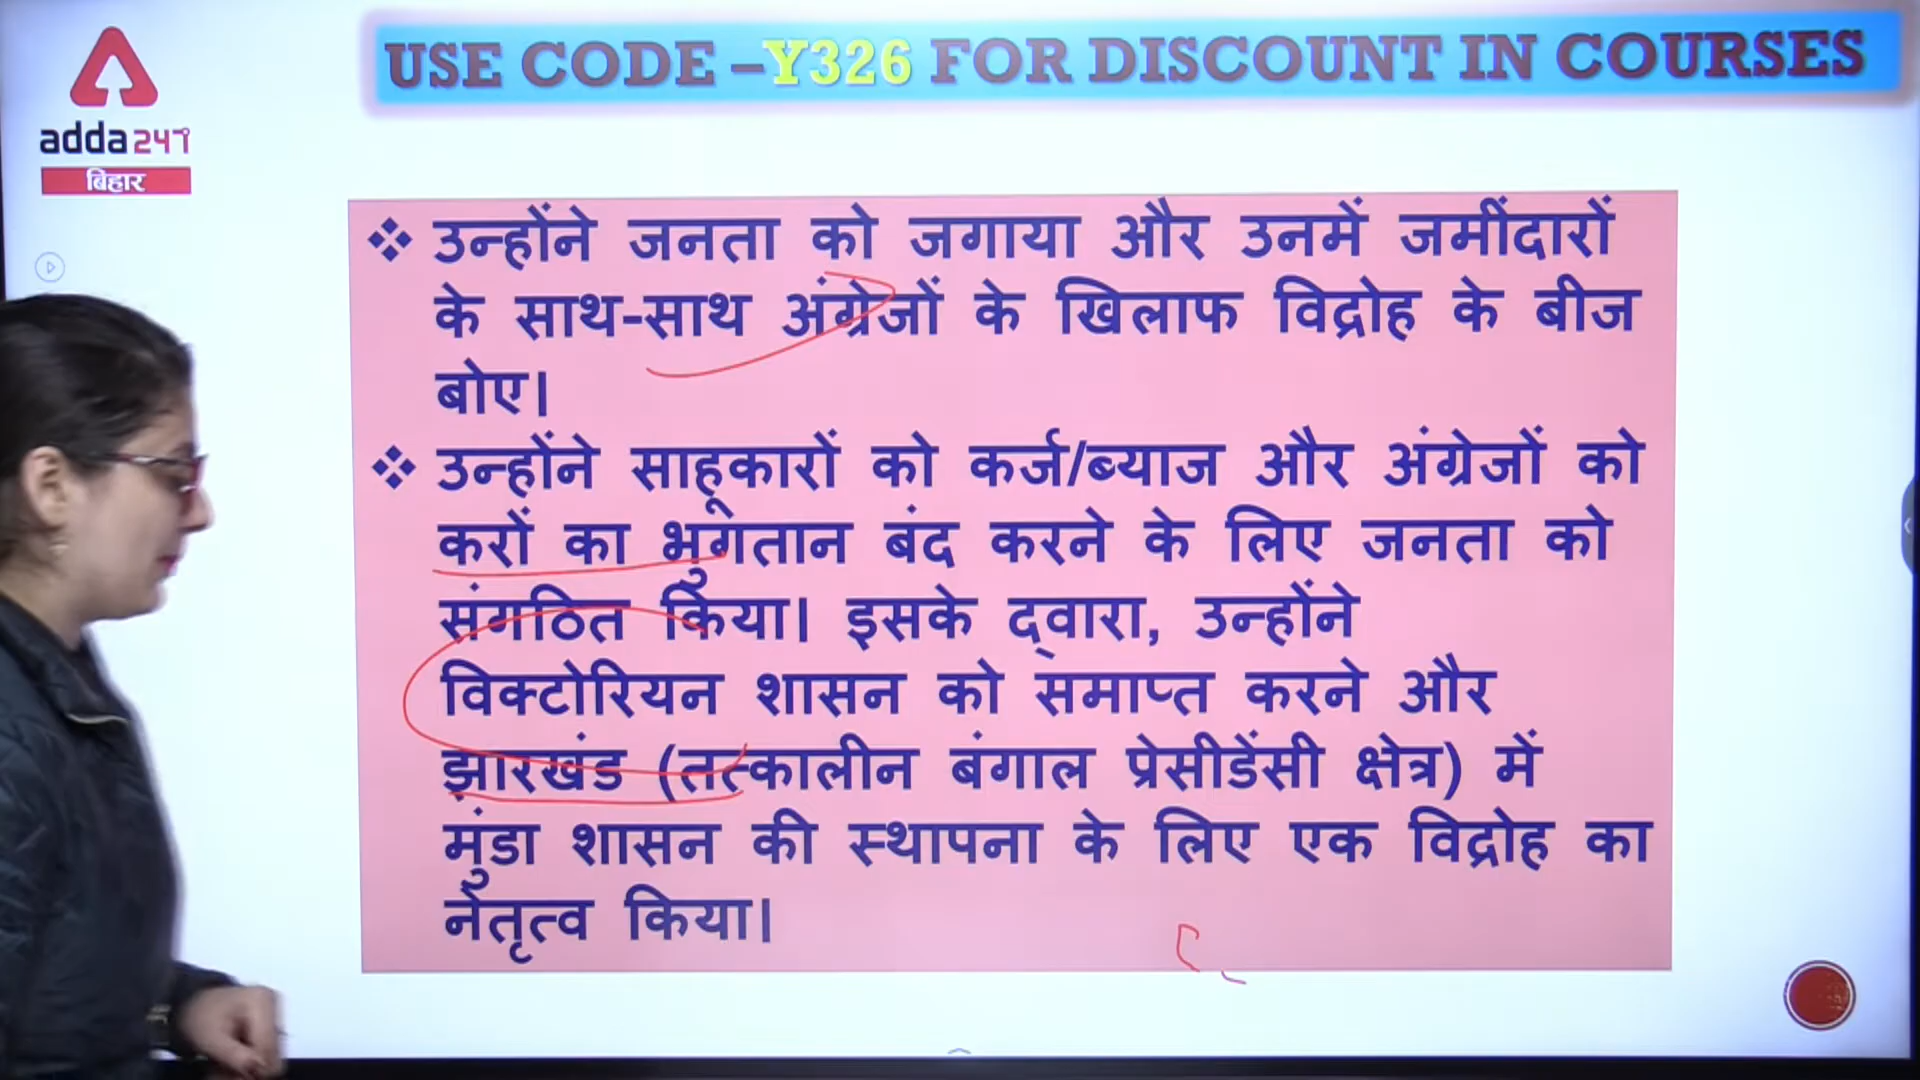 USE CODE –Y326 FOR DISCOUNT IN COURSES
adda247
बिहार
❖ उन्होंने जनता को जगाया और उनमें जमींदारों
के साथ-साथ अंग्रेजों के खिलाफ विद्रोह के बीज
बोए।
❖ उन्होंने साहूकारों को कर्ज/ब्याज और अंग्रेजों को
करों का भुगतान बंद करने के लिए जनता को
संगठित किया। इसके द्वारा, उन्होंने
विक्टोरियन शासन को समाप्त करने और
झारखंड (तत्कालीन बंगाल प्रेसीडेंसी क्षेत्र) में
मुंडा शासन की स्थापना के लिए एक विद्रोह का
नेतृत्व किया।